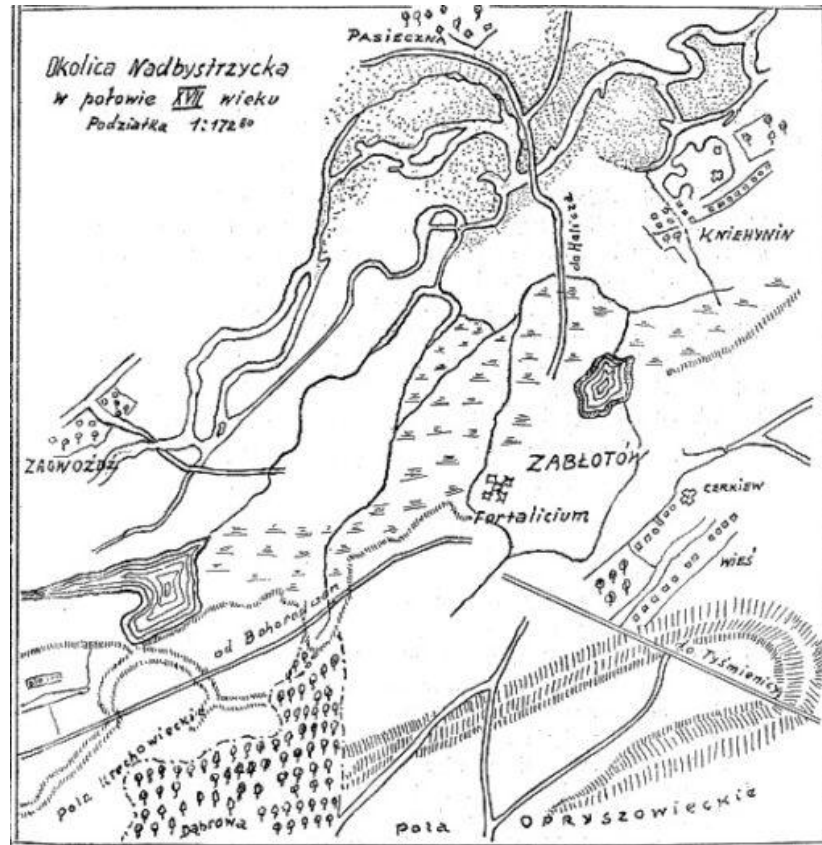 PASIECZNA
Okolica Nadbystrzycka
w połowie XVII wieku
Podziałka 1:17280
do Halicza
KNIEHYNIN
ZAGWOŹDŹ
ZABŁOTÓW
CERKIEW
Fortalicium
WIEŚ
od Bohorodczan
do Tyśmienicy
Pola Krechowieckie
Dąbrowa
pola
OPRYSZOWIECKIE